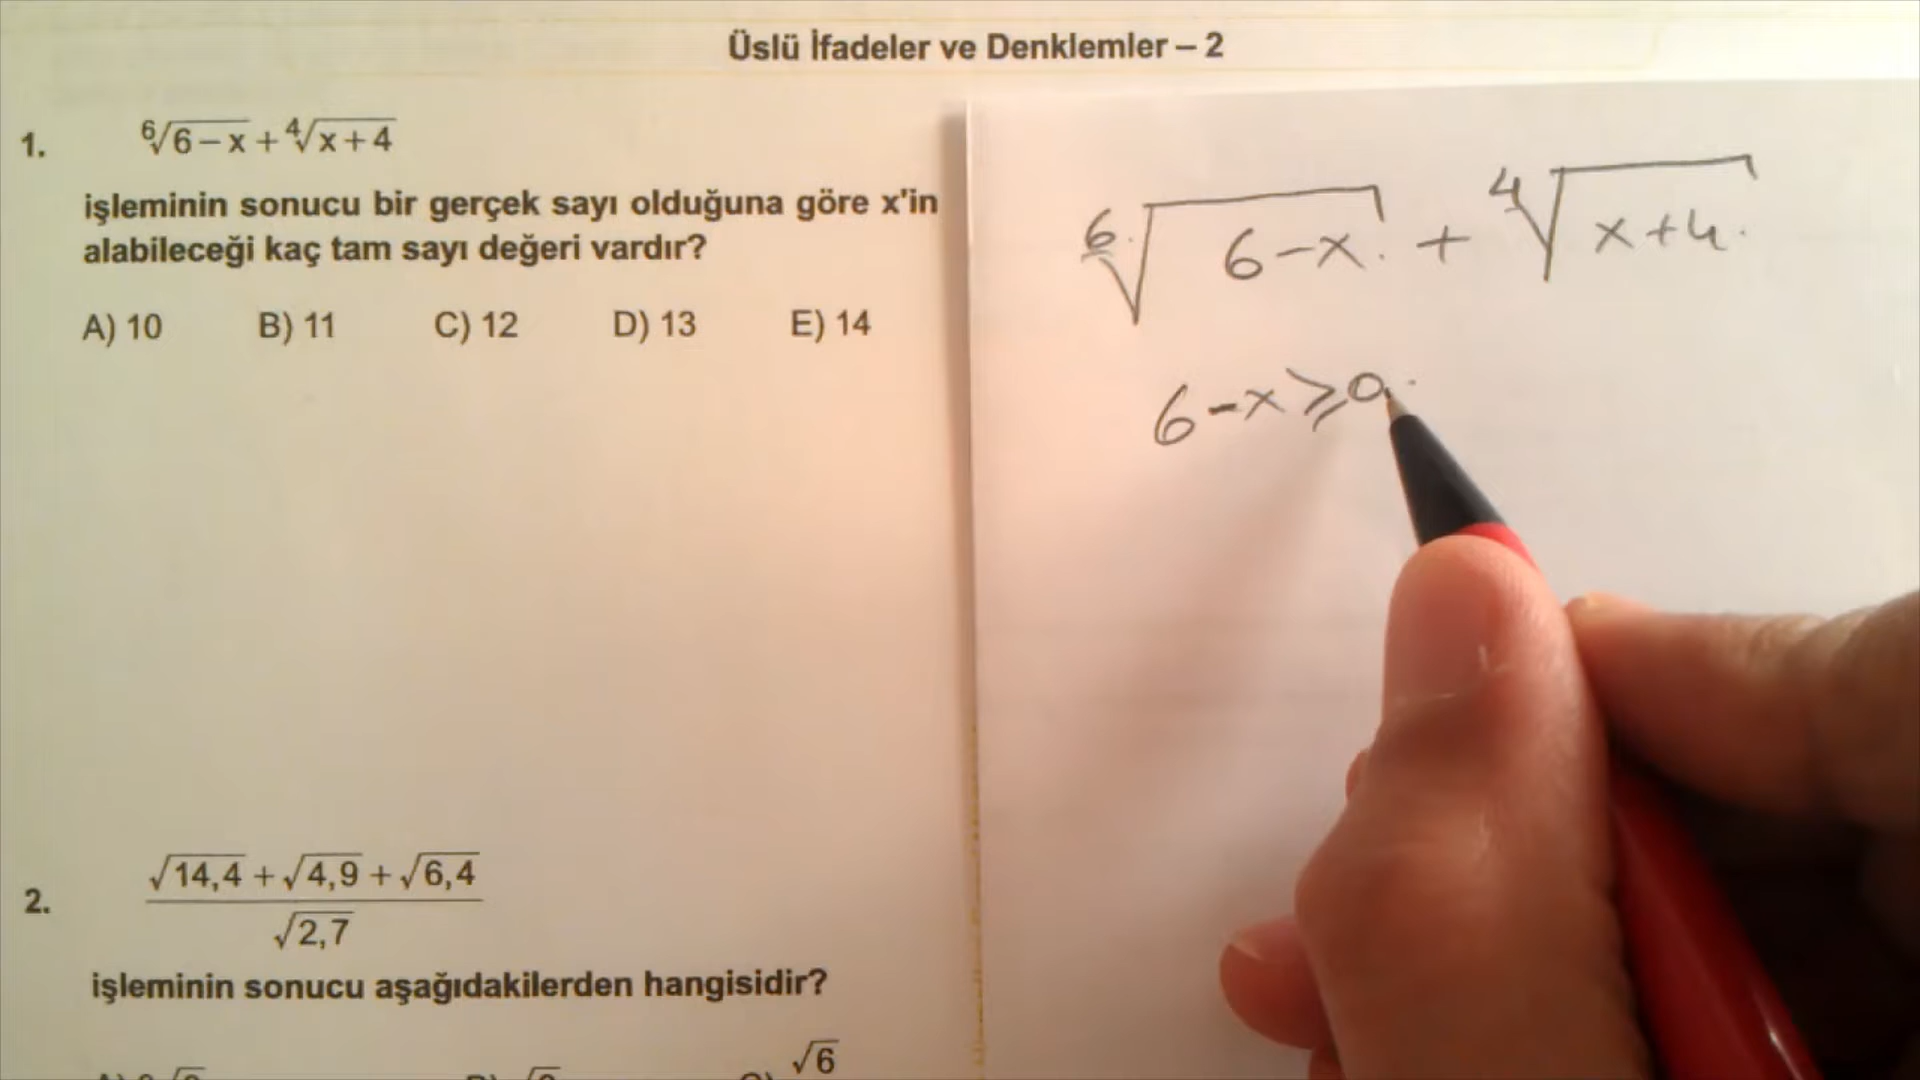 Üslü İfadeler ve Denklemler – 2
1. ⁶√(6 – x) + ⁴√(x + 4)
işleminin sonucu bir gerçek sayı olduğuna göre x'in
alabileceği kaç tam sayı değeri vardır?
A) 10 B) 11 C) 12 D) 13 E) 14
⁶√(6-x) + ⁴√(x+4)
6-x≥0
2. (√14,4 + √4,9 + √6,4) / √2,7
işleminin sonucu aşağıdakilerden hangisidir?
√6